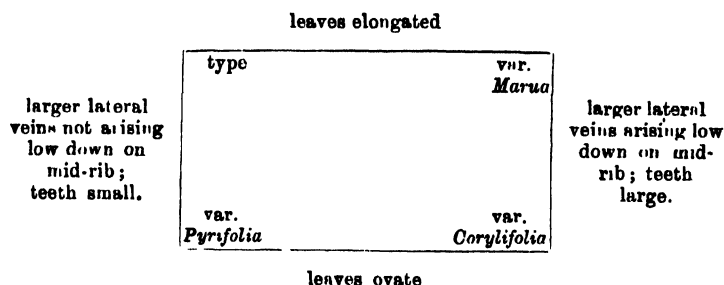 leaves elongated
type
var.
Marua
larger lateral
veins not arising
low down on
mid-rib;
teeth small.
larger lateral
veins arising low
down on mid-
rib; teeth
large.
var.
Pyrifolia
var.
Corylifolia
leaves ovate